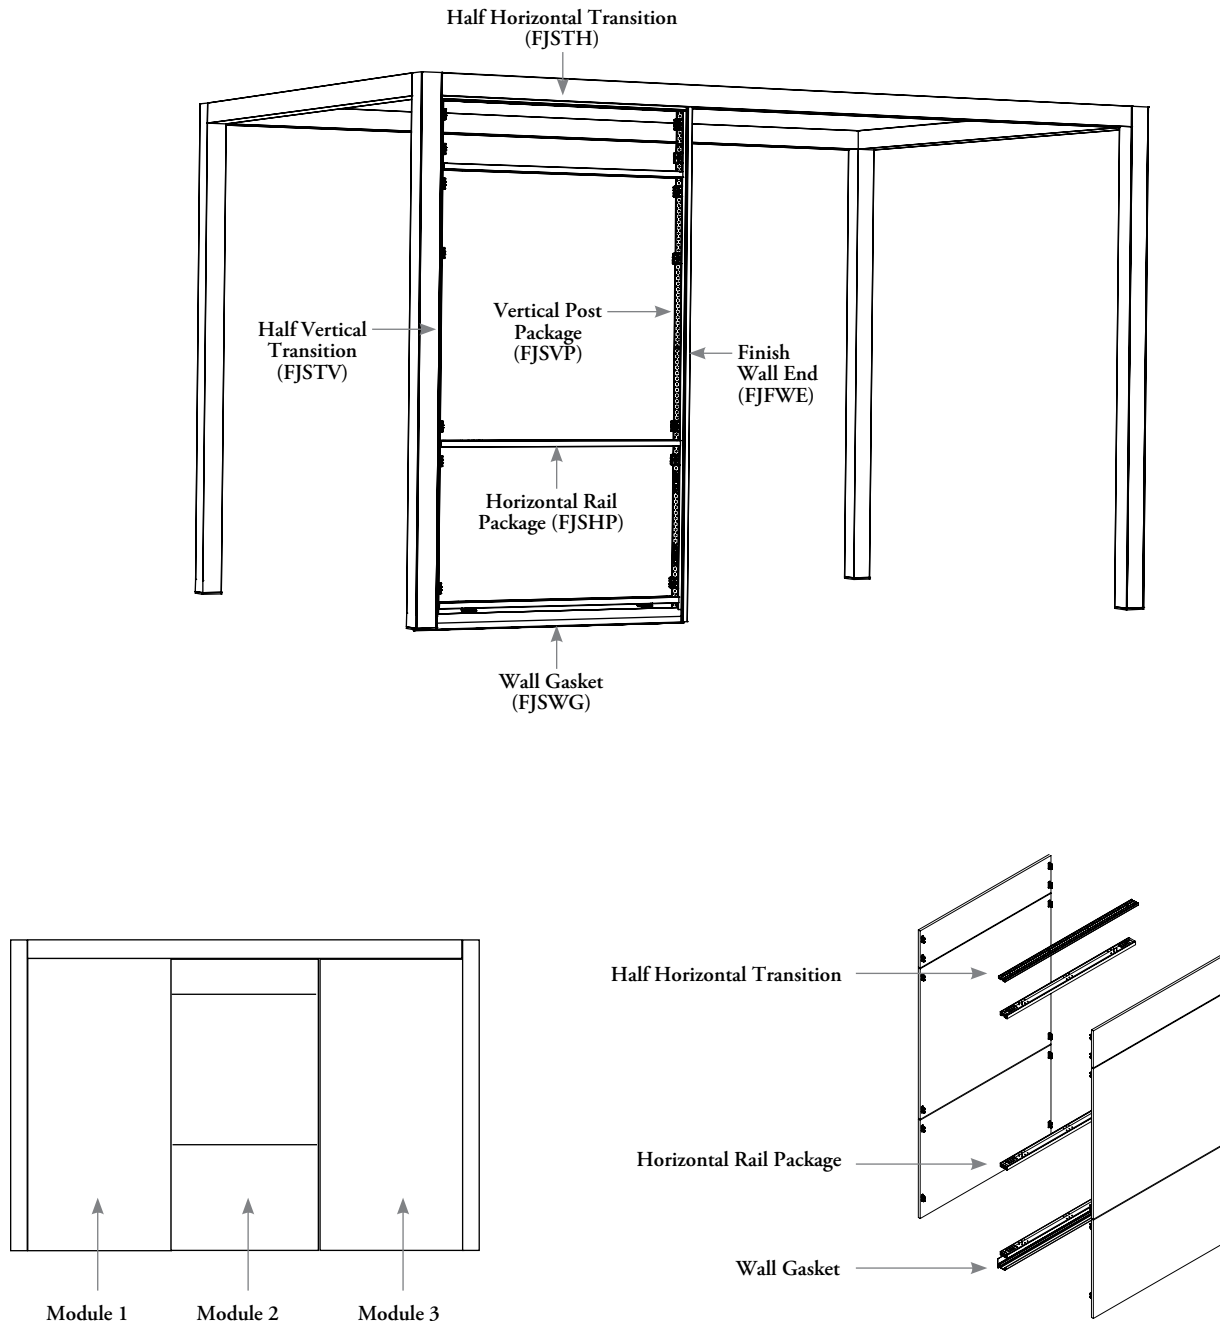 Half Horizontal Transition
(FJSTH)
Half Vertical
Transition
(FJSTV)
Vertical Post
Package
(FJSVP)
Finish
Wall End
(FJFWE)
Horizontal Rail
Package (FJSHP)
Wall Gasket
(FJSWG)
Half Horizontal Transition
Horizontal Rail Package
Wall Gasket
Module 1
Module 2
Module 3